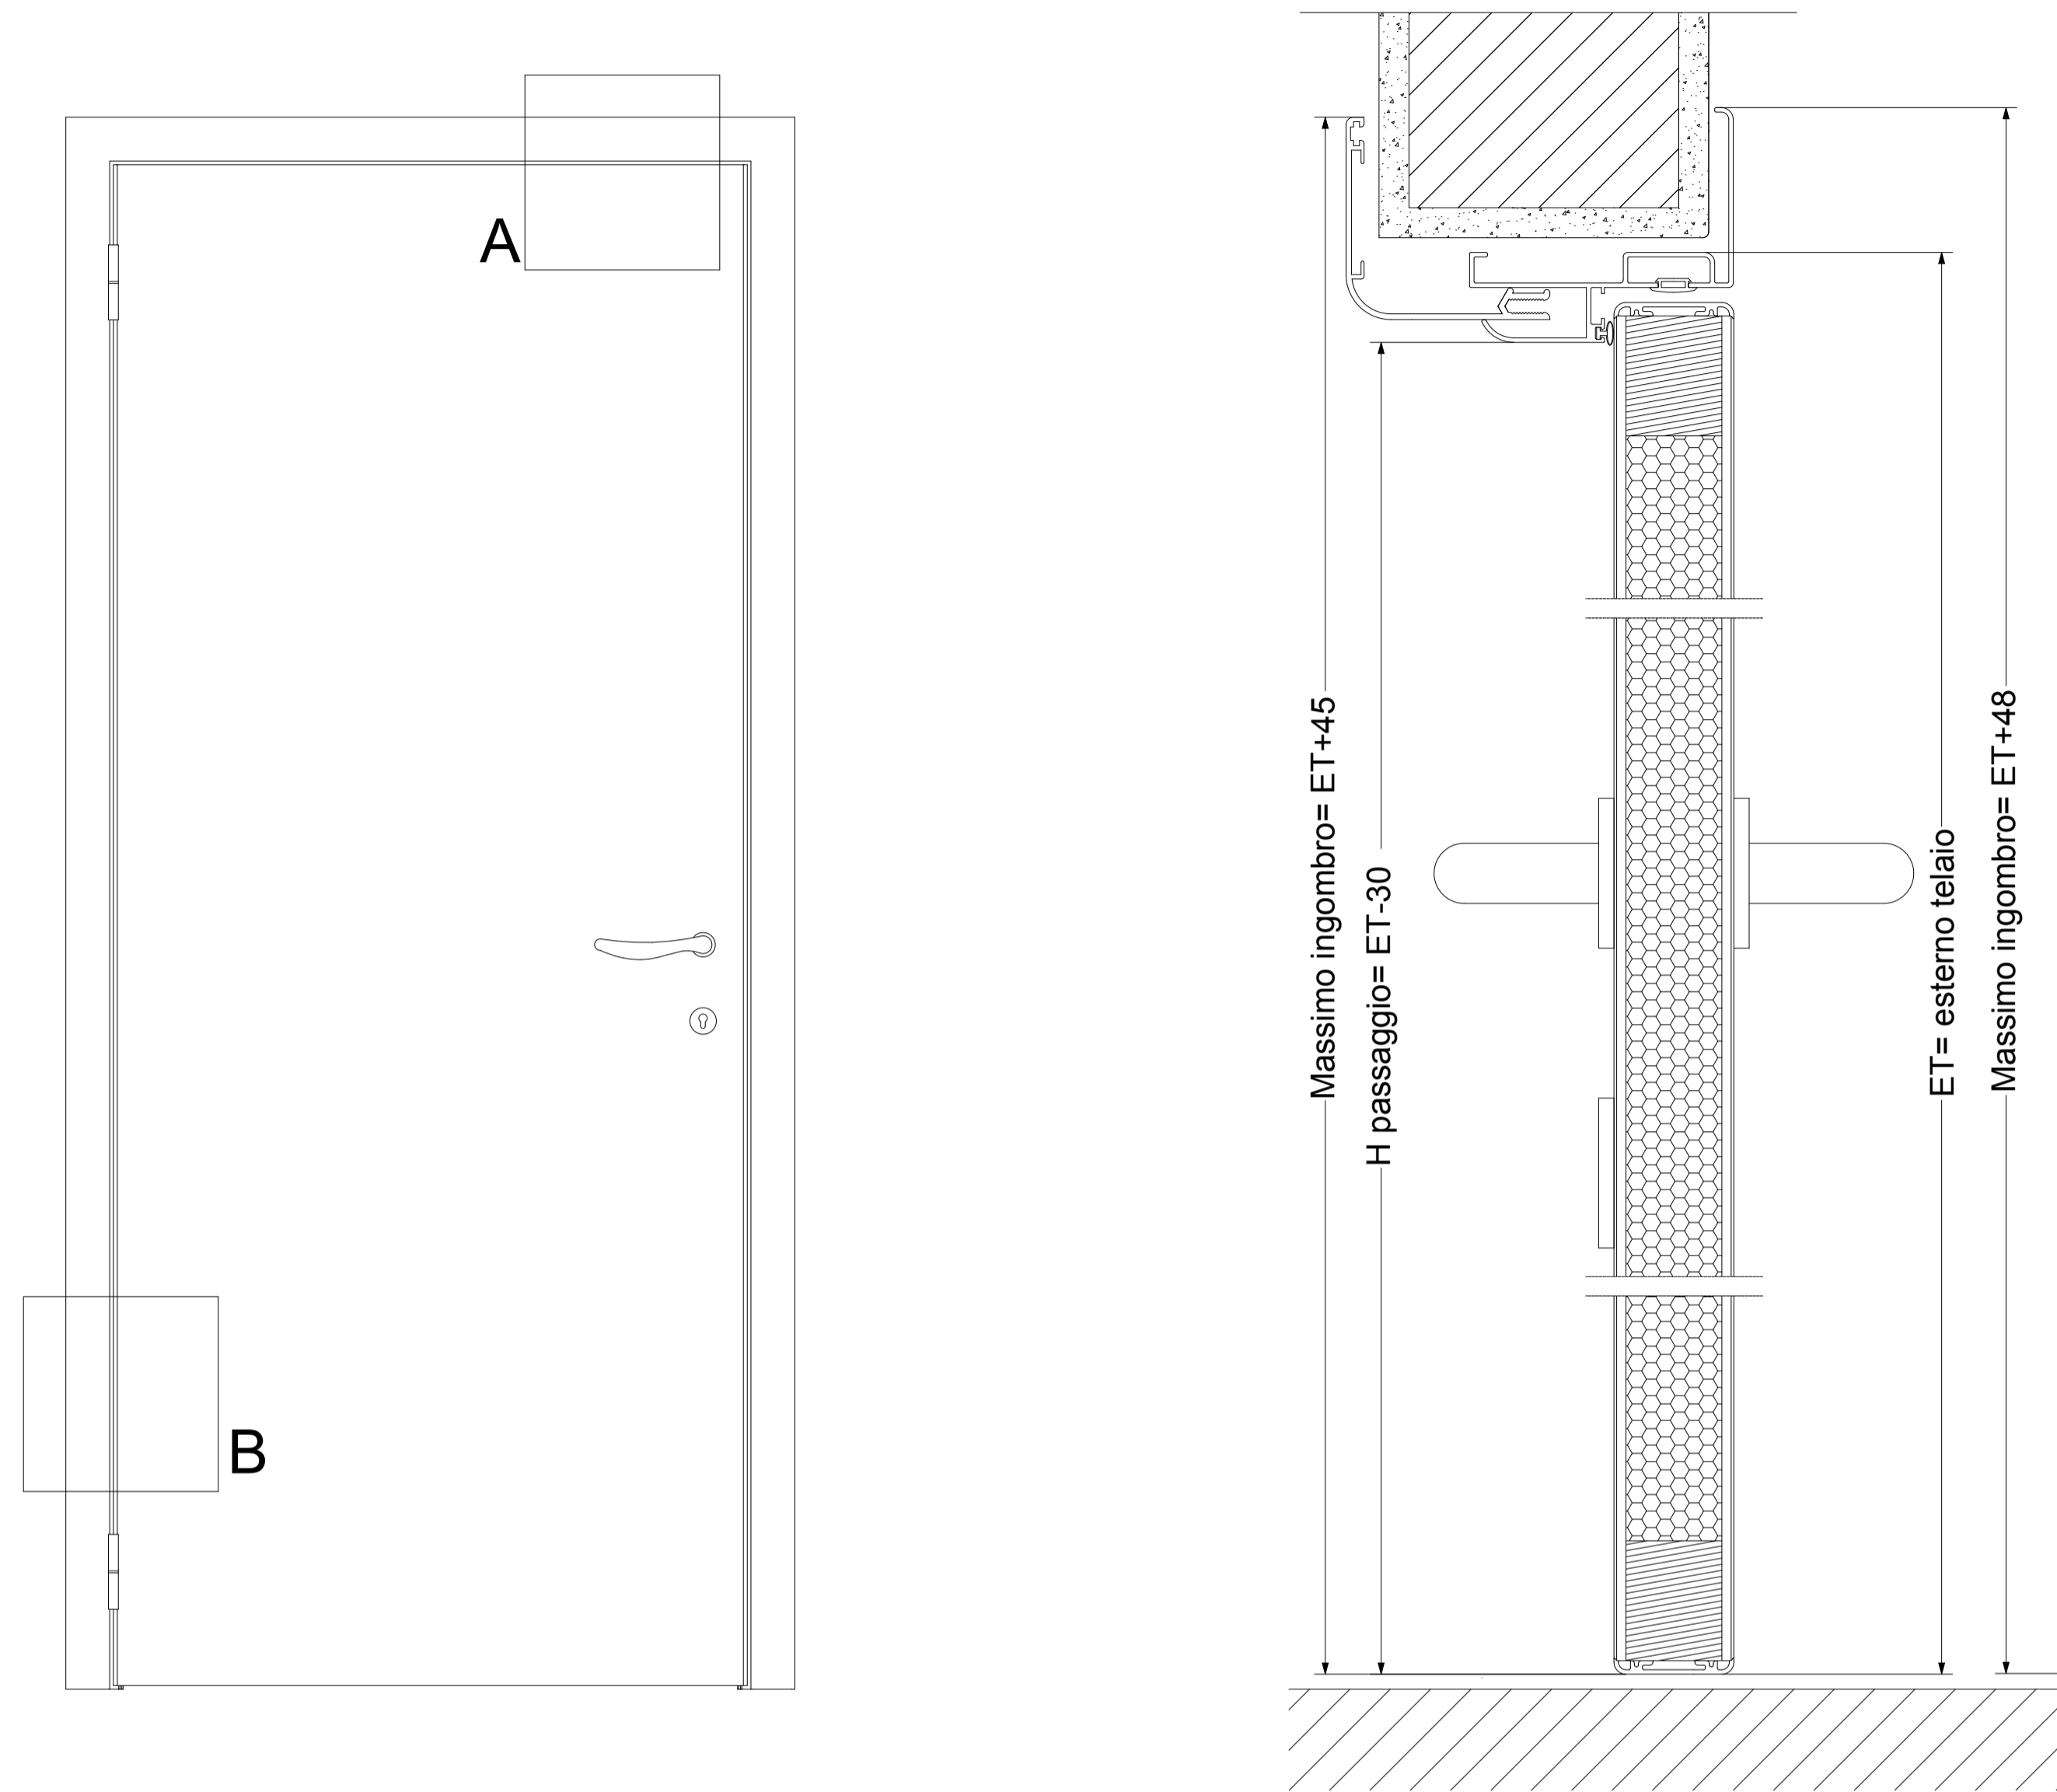 A
B
Massimo ingombro= ET+45
H passaggio= ET-30
ET= esterno telaio
Massimo ingombro= ET+48